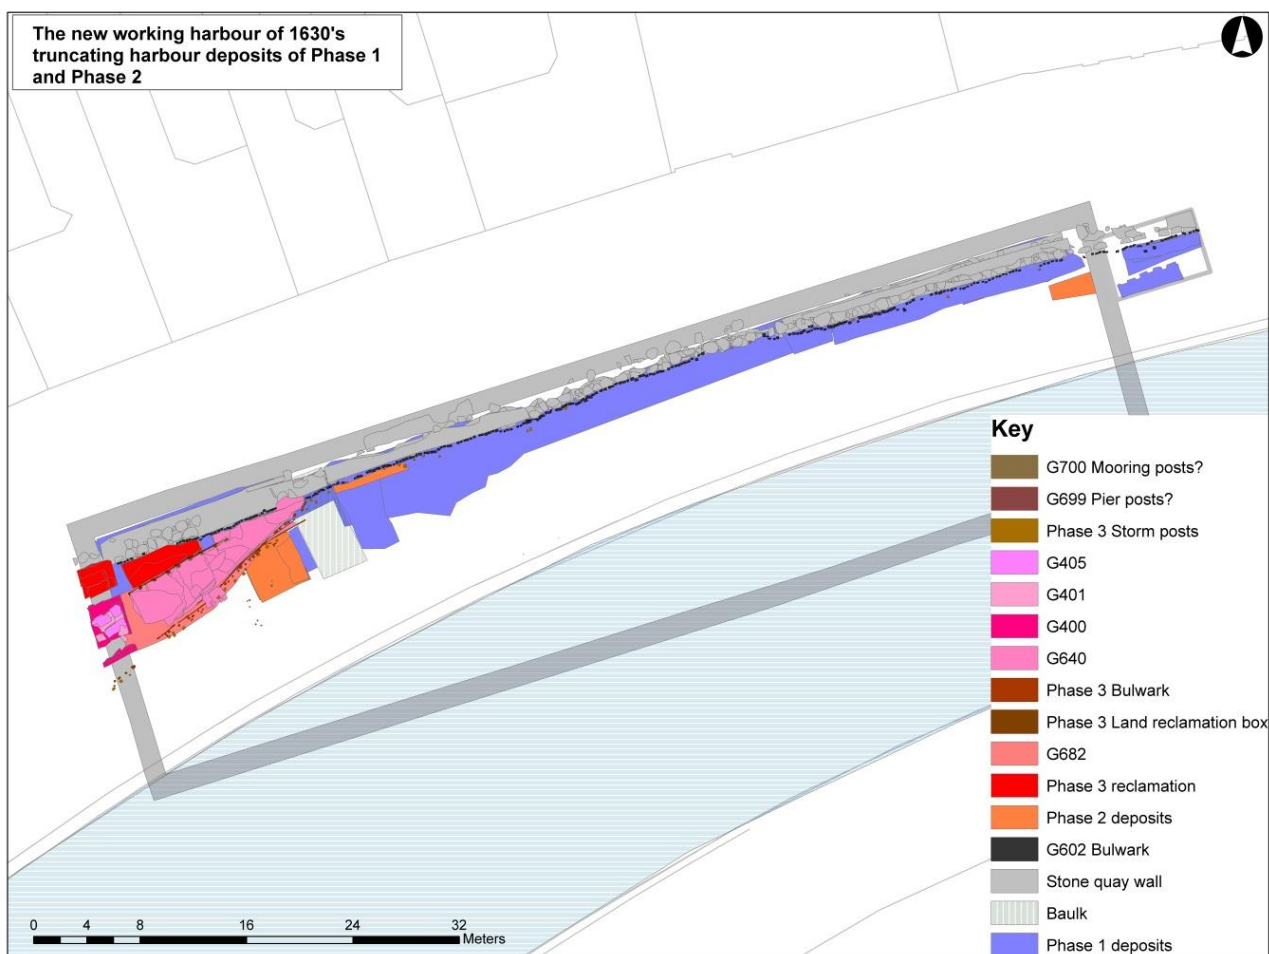 The new working harbour of 1630's
truncating harbour deposits of Phase 1
and Phase 2
Key
G700 Mooring posts?
G699 Pier posts?
Phase 3 Storm posts
G405
G401
G400
G640
Phase 3 Bulwark
Phase 3 Land reclamation box
G682
Phase 3 reclamation
Phase 2 deposits
G602 Bulwark
Stone quay wall
Baulk
Phase 1 deposits
0 4 8 16 24 32
Meters